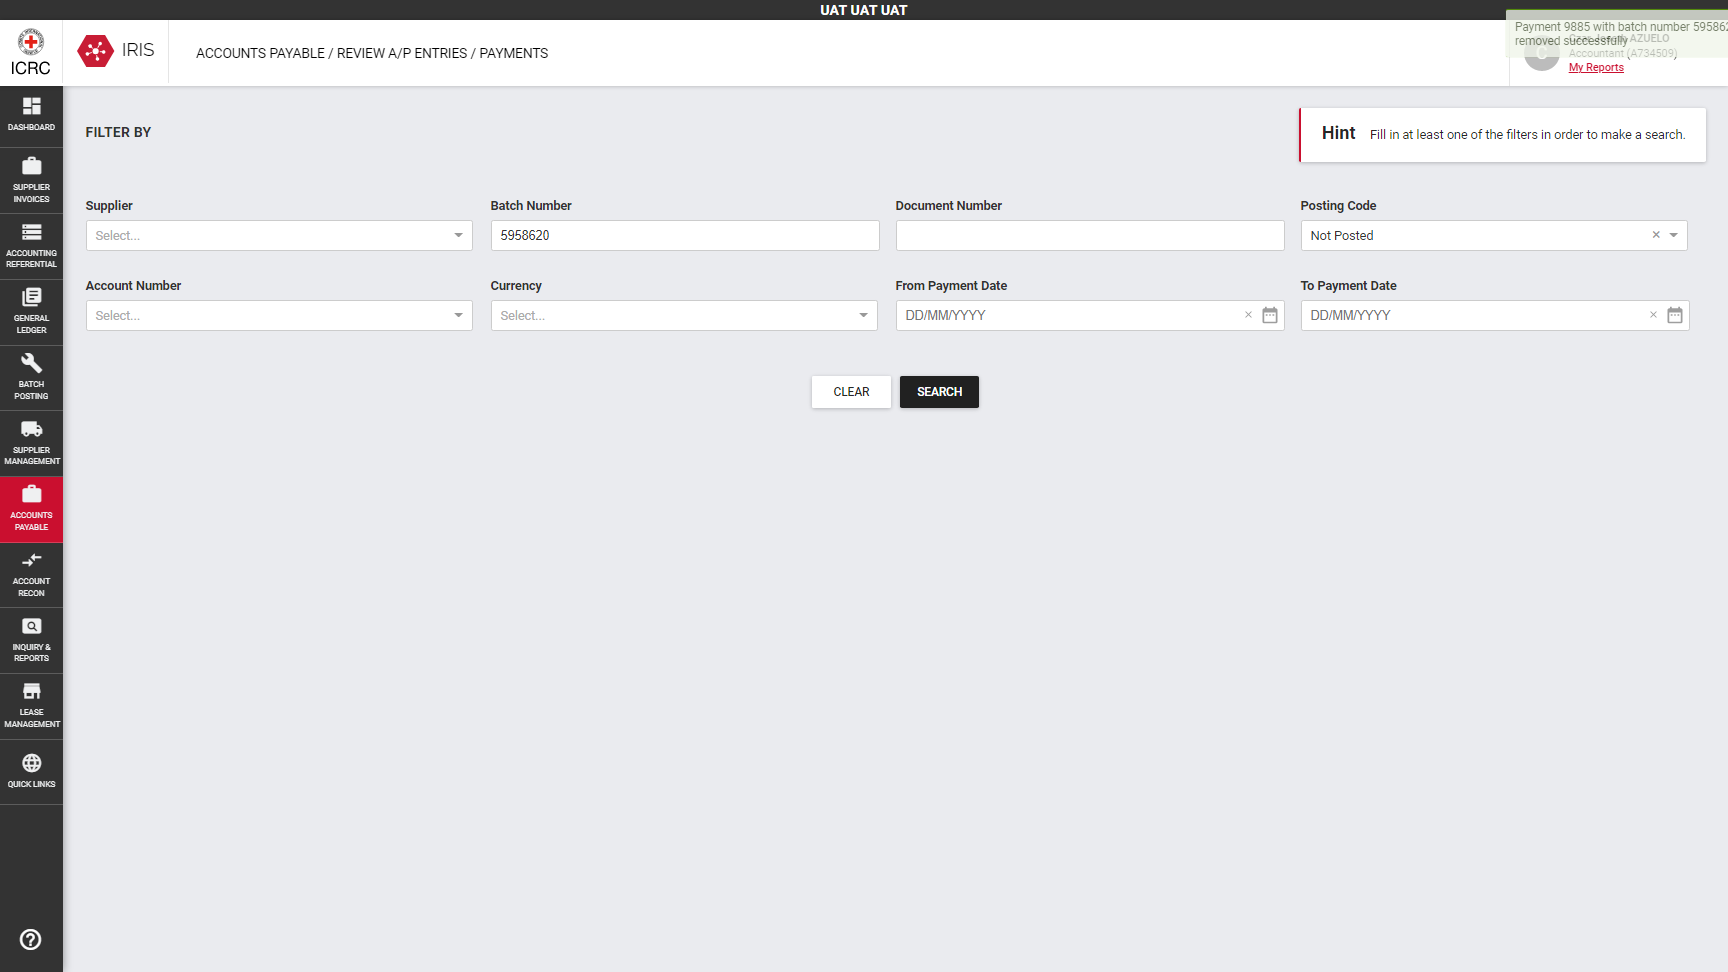 UAT UAT UAT
ICRC
IRIS
ACCOUNTS PAYABLE / REVIEW A/P ENTRIES / PAYMENTS
Payment 9885 with batch number 595862
removed successfully
AZUELO
Accountant (A734509)
My Reports
DASHBOARD
SUPPLIER
INVOICES
ACCOUNTING
REFERENTIAL
GENERAL
LEDGER
BATCH
POSTING
SUPPLIER
MANAGEMENT
ACCOUNTS
PAYABLE
ACCOUNT
RECON
INQUIRY &
REPORTS
LEASE
MANAGEMENT
QUICK LINKS
FILTER BY
Hint Fill in at least one of the filters in order to make a search.
Supplier Batch Number Document Number Posting Code
Select... 5958620 Not Posted
Account Number Currency From Payment Date To Payment Date
Select... Select... DD/MM/YYYY DD/MM/YYYY
CLEAR SEARCH